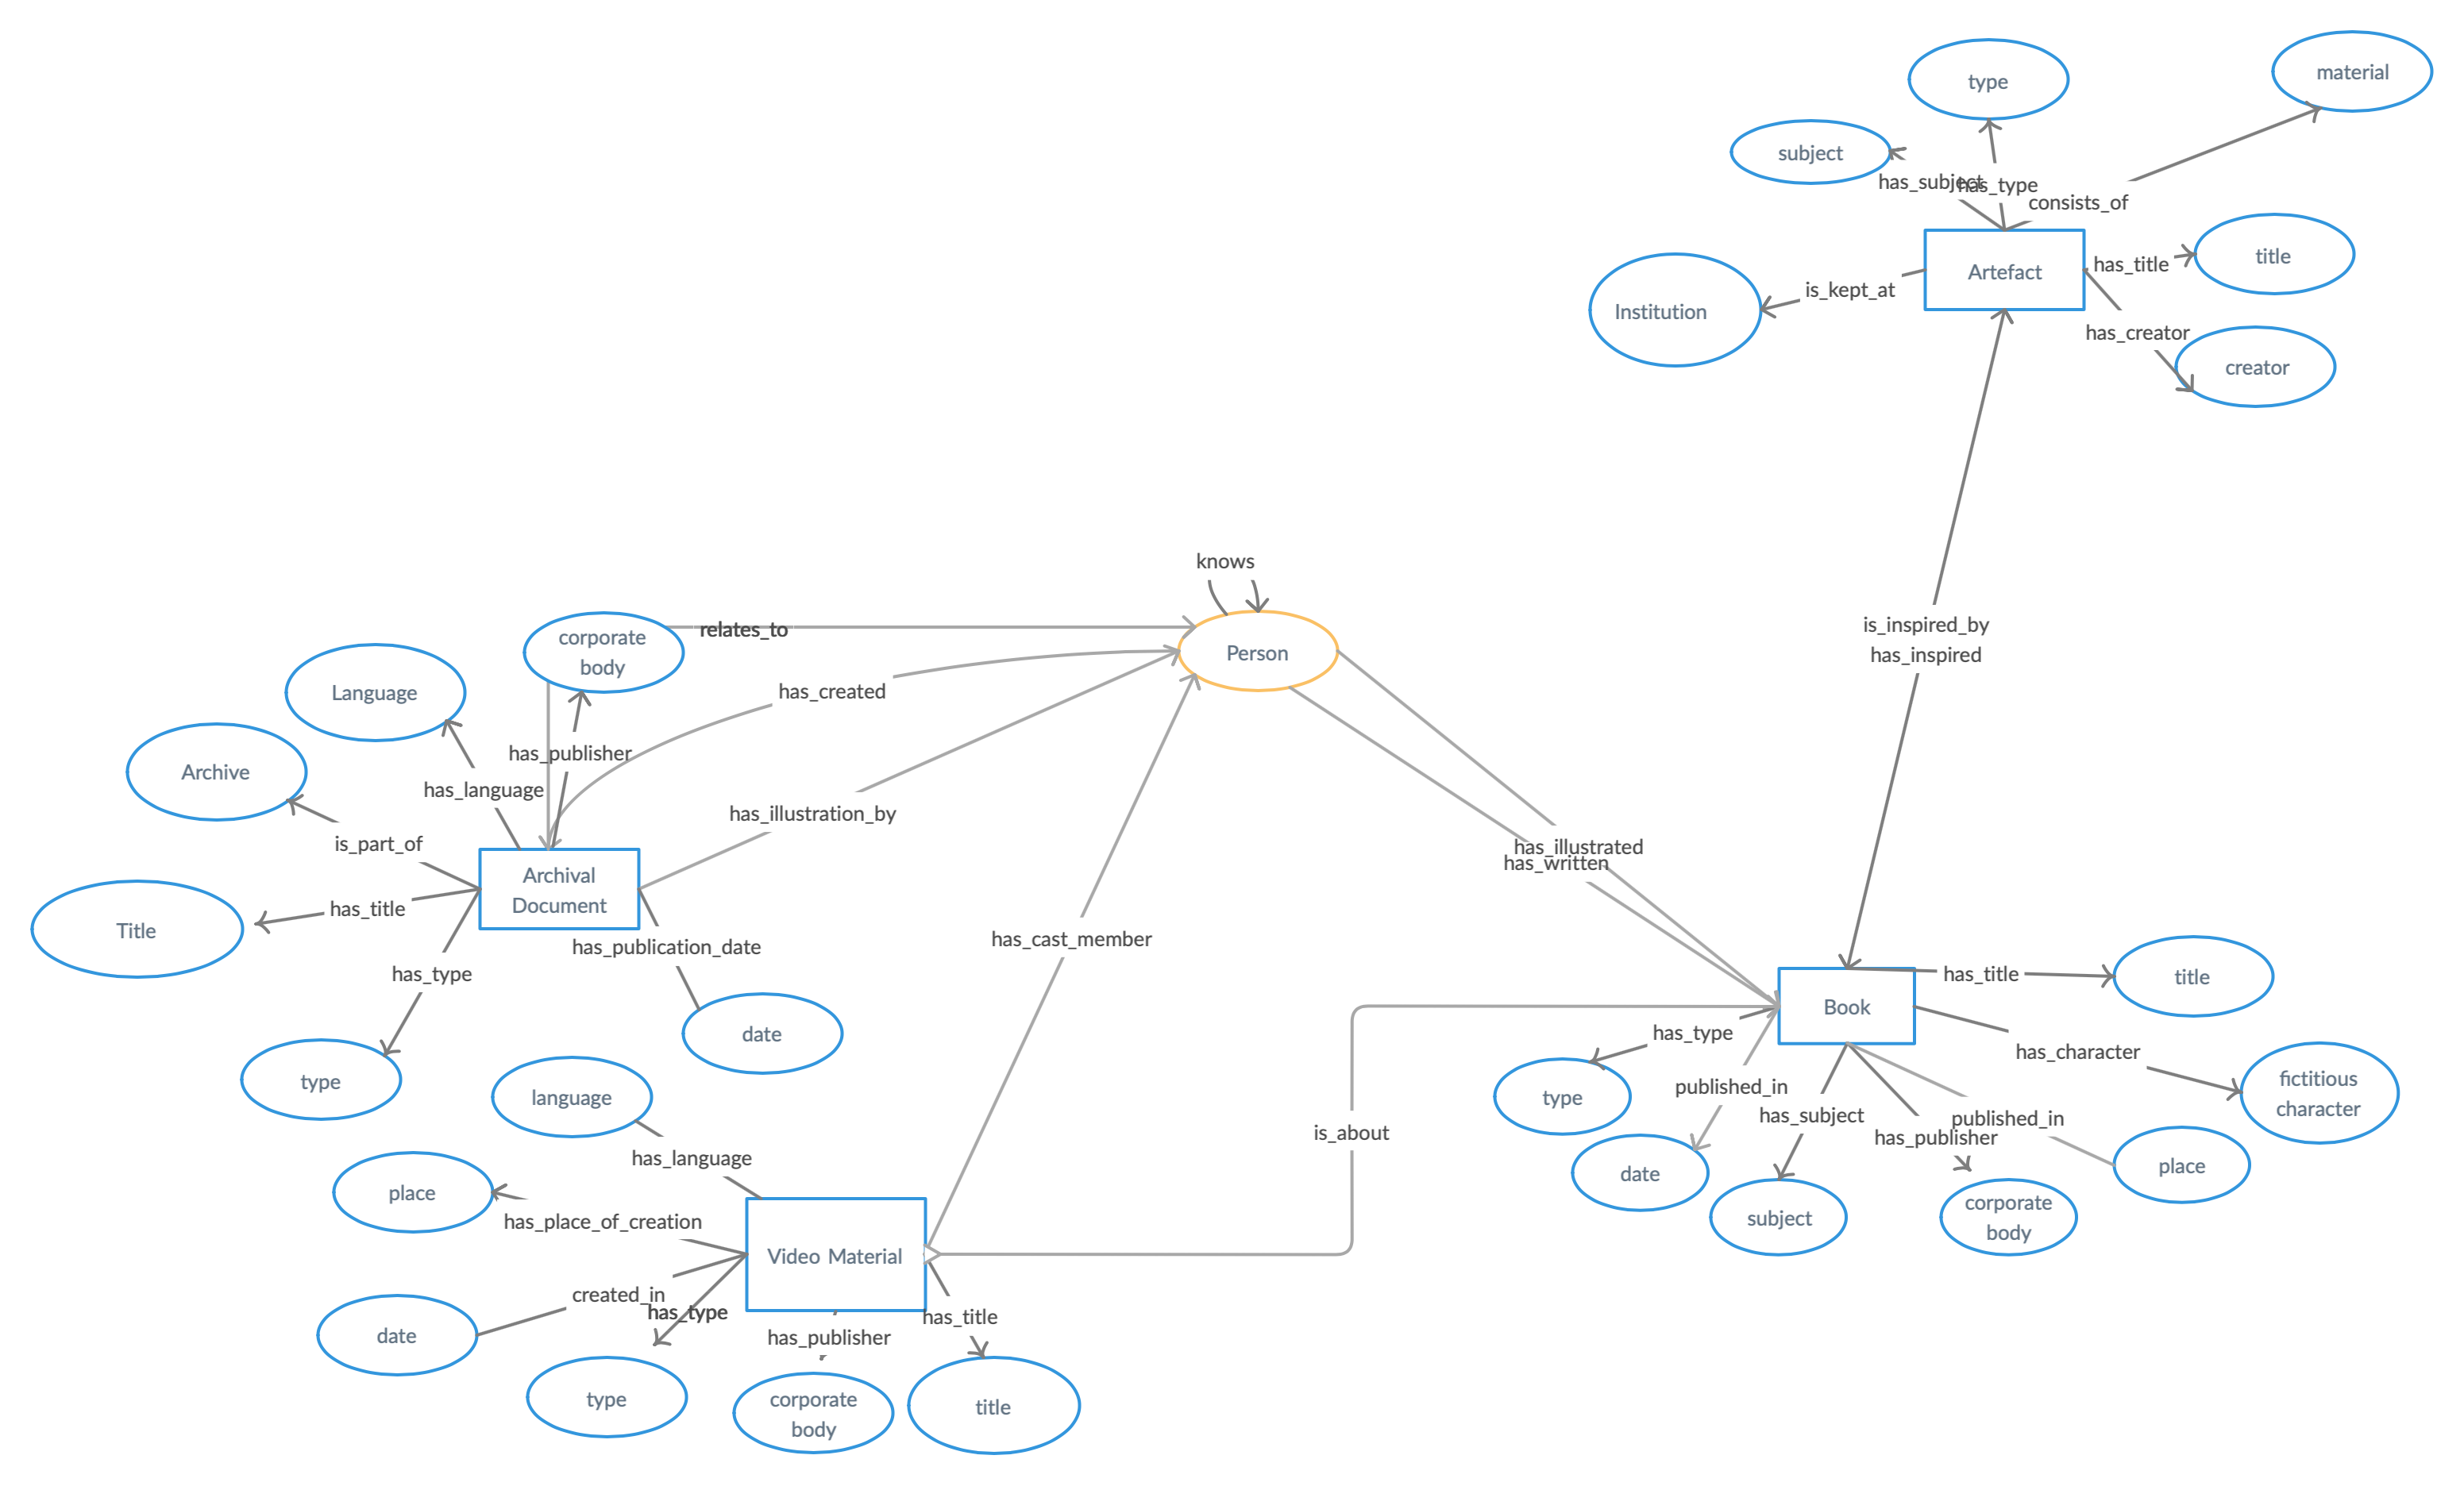 material
type
subject
has_subject
has_type
consists_of
Artefact
has_title
title
Institution
is_kept_at
has_creator
creator
knows
Person
corporate
body
relates_to
is_inspired_by
has_inspired
Language
has_created
has_publisher
Archive
has_language
has_illustration_by
is_part_of
has_illustrated
has_written
Archival
Document
has_title
Title
has_publication_date
has_cast_member
has_type
date
type
has_title
title
Book
has_type
has_character
fictitious
character
published_in
type
has_subject
published_in
has_publisher
is_about
date
place
subject
corporate
body
language
has_language
place
has_place_of_creation
Video Material
created_in
has_type
has_title
date
has_publisher
type
corporate
body
title